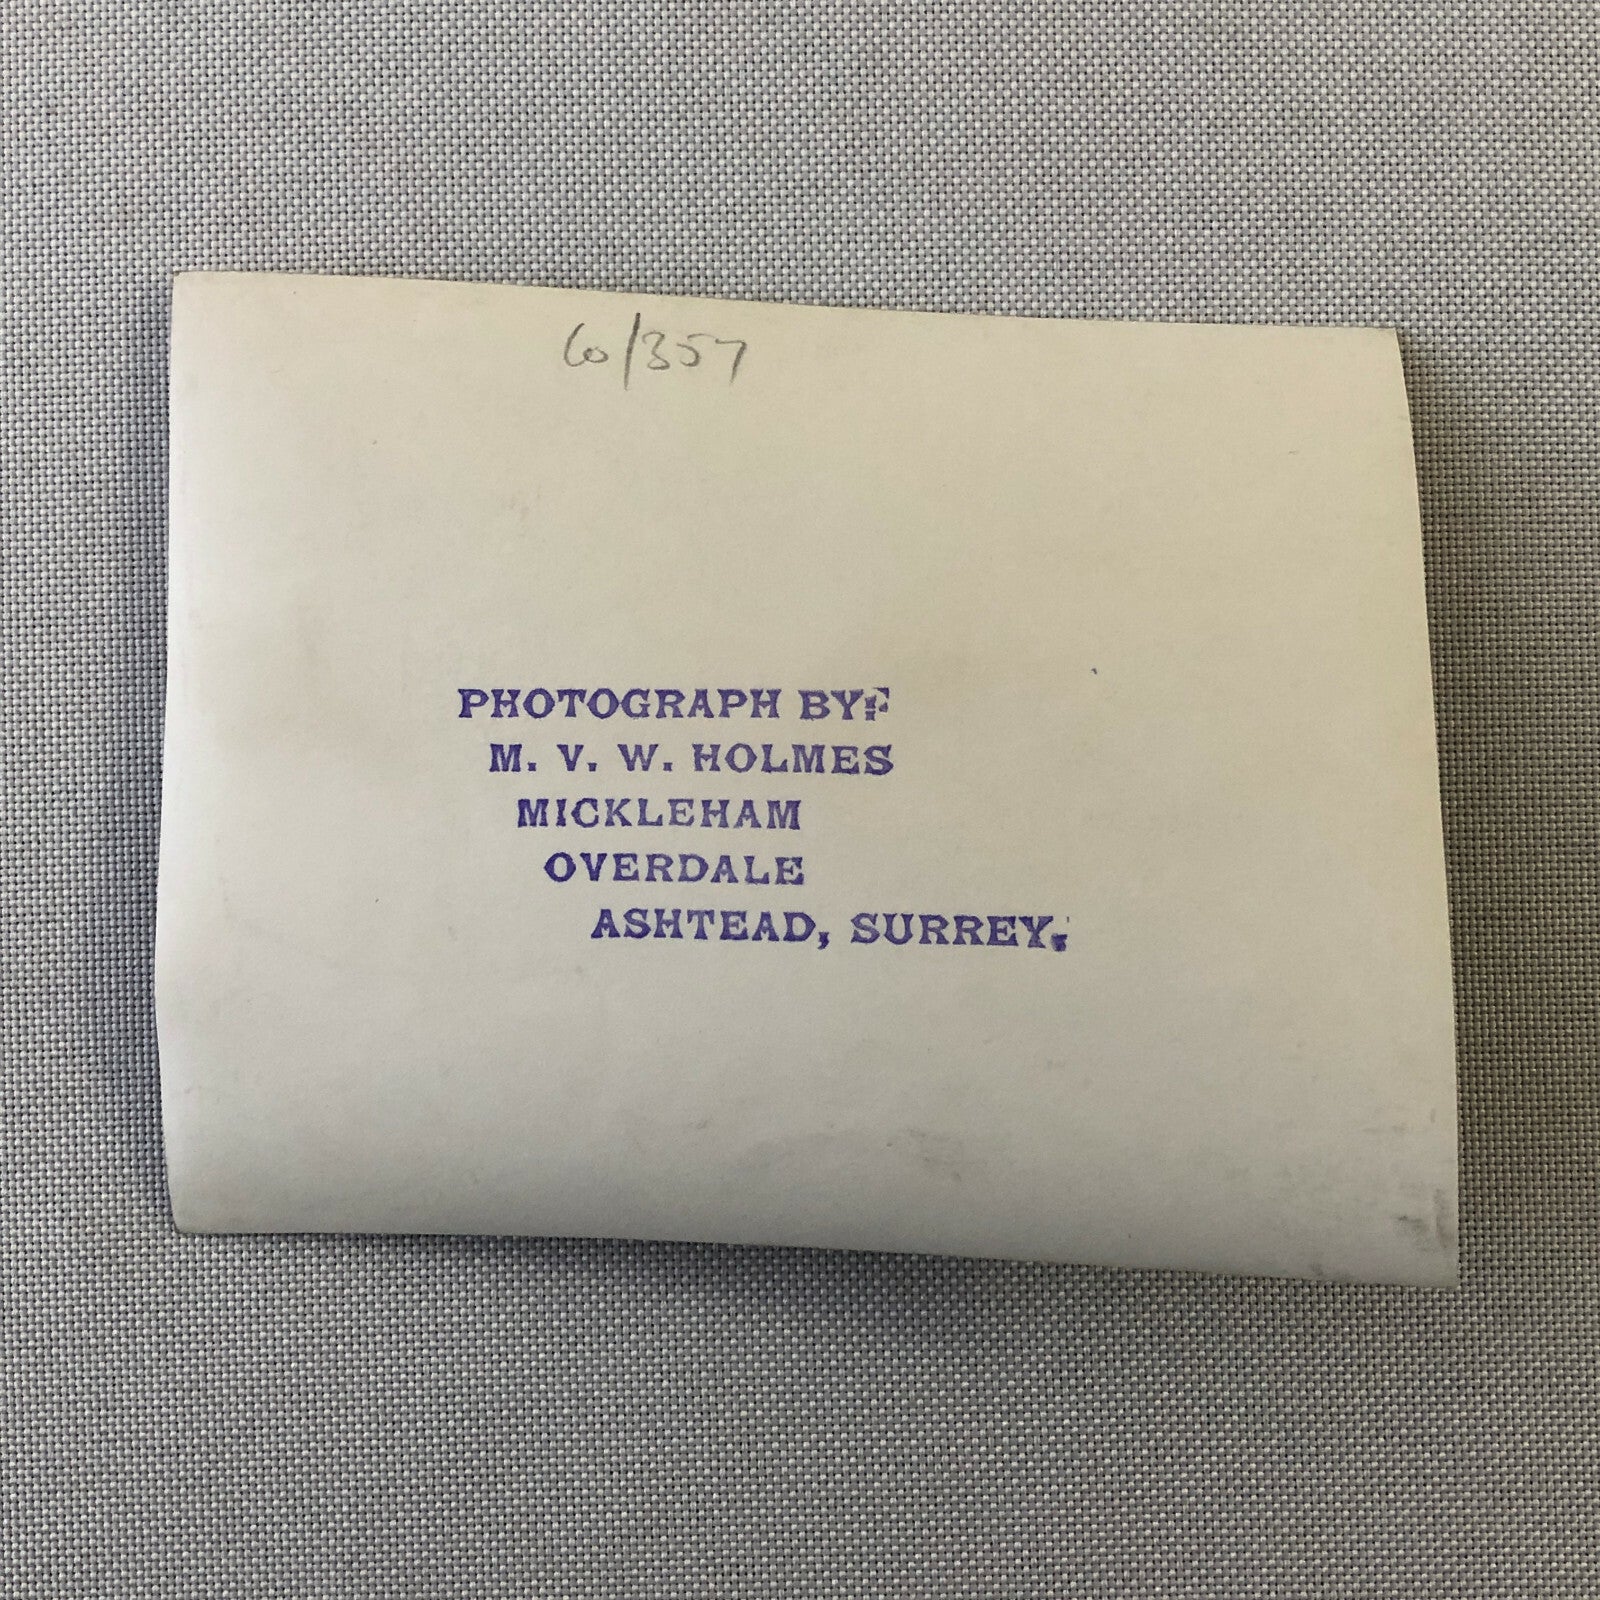 60/357
PHOTOGRAPH BY:
M. V. W. HOLMES
MICKLEHAM
OVERDALE
ASHTEAD, SURREY.